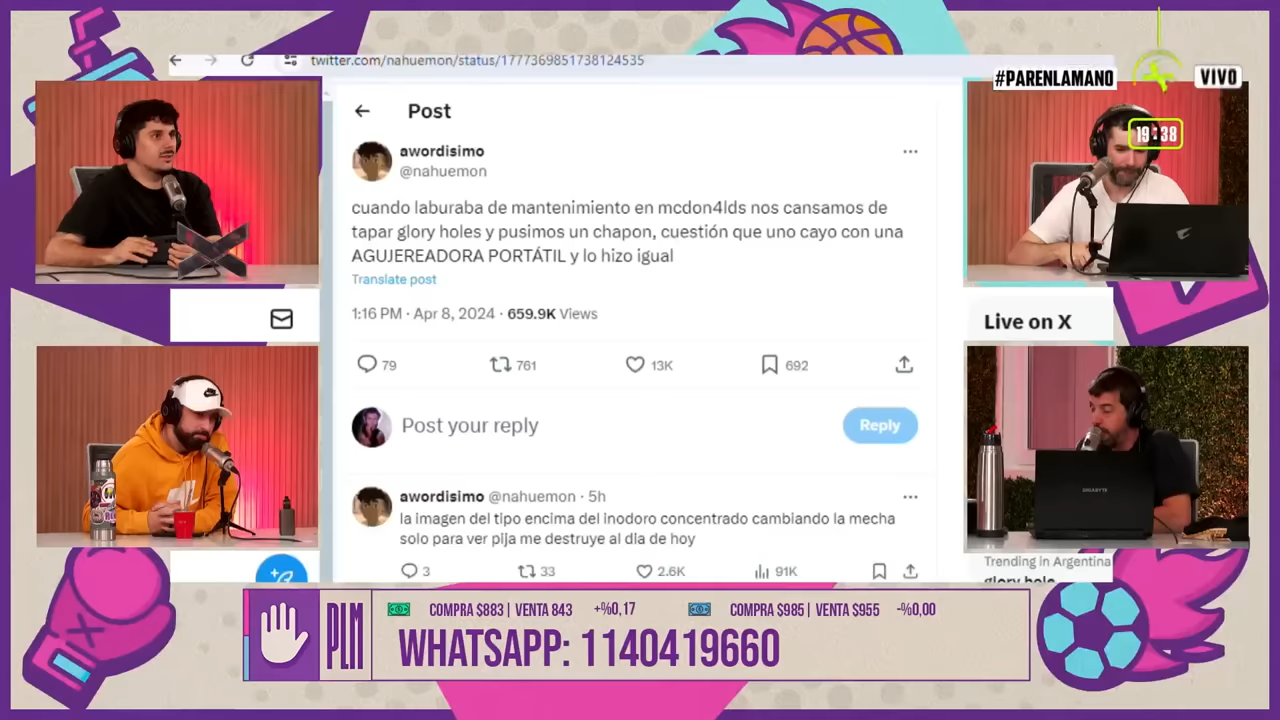 twitter.com/nahuemon/status/1777369851738124535
#PARENLAMANO
VIVO
19:38
Post
awordisimo
@nahuemon
cuando laburaba de mantenimiento en mcdon4lds nos cansamos de
tapar glory holes y pusimos un chapon, cuestión que uno cayo con una
AGUJEREADORA PORTÁTIL y lo hizo igual
Translate post
1:16 PM · Apr 8, 2024 · 659.9K Views
79
761
13K
692
Post your reply
Reply
Live on X
awordisimo @nahuemon · 5h
la imagen del tipo encima del inodoro concentrado cambiando la mecha
solo para ver pija me destruye al dia de hoy
3
33
2.6K
91K
Trending in Argentina
glory hole
GIGABYTE
PLM
COMPRA $883 | VENTA 843 +%0,17
COMPRA $985 | VENTA $955 -%0,00
WHATSAPP: 1140419660